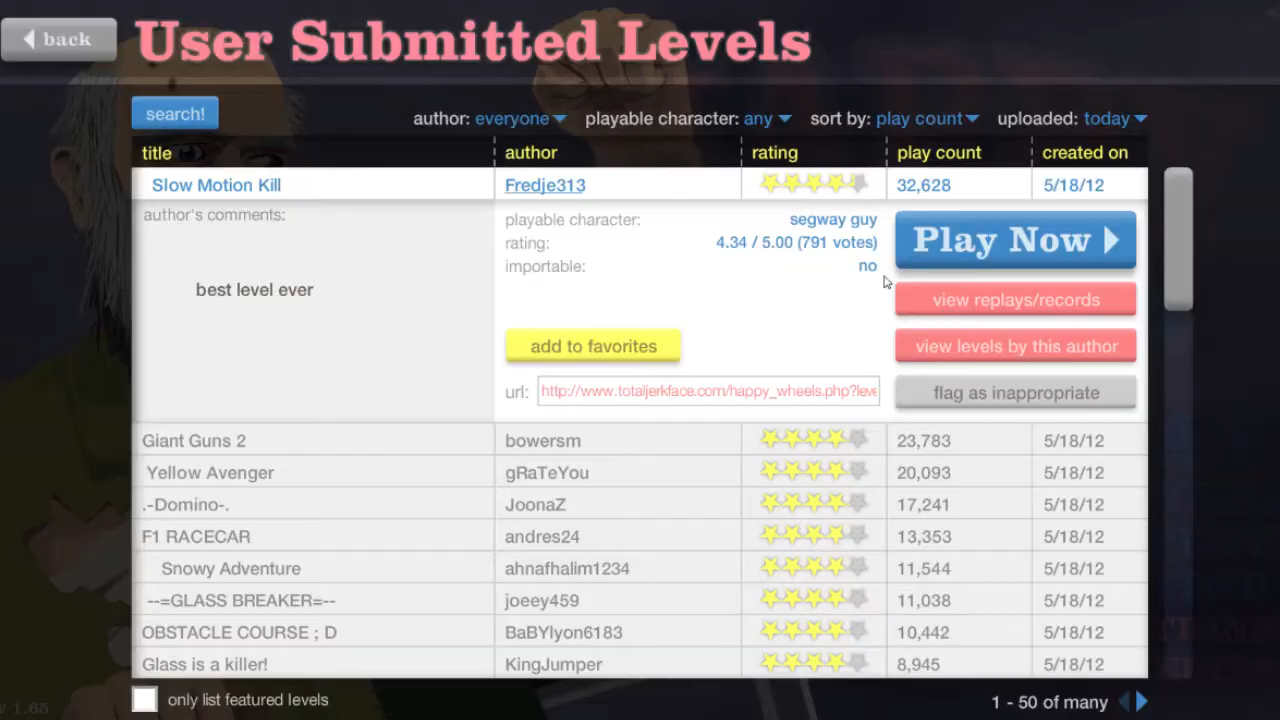 back
User Submitted Levels
search!
author: everyone playable character: any sort by: play count uploaded: today
title author rating play count created on
Slow Motion Kill Fredje313 32,628 5/18/12
author's comments:
best level ever
playable character: segway guy
rating: 4.34 / 5.00 (791 votes)
importable: no
Play Now
view replays/records
add to favorites
view levels by this author
url: http://www.totaljerkface.com/happy_wheels.php?leve
flag as inappropriate
Giant Guns 2 bowersm 23,783 5/18/12
Yellow Avenger gRaTeYou 20,093 5/18/12
.-Domino-. JoonaZ 17,241 5/18/12
F1 RACECAR andres24 13,353 5/18/12
Snowy Adventure ahnafhalim1234 11,544 5/18/12
--=GLASS BREAKER=-- joeey459 11,038 5/18/12
OBSTACLE COURSE ; D BaBYlyon6183 10,442 5/18/12
Glass is a killer! KingJumper 8,945 5/18/12
only list featured levels
1 - 50 of many
v 1.65